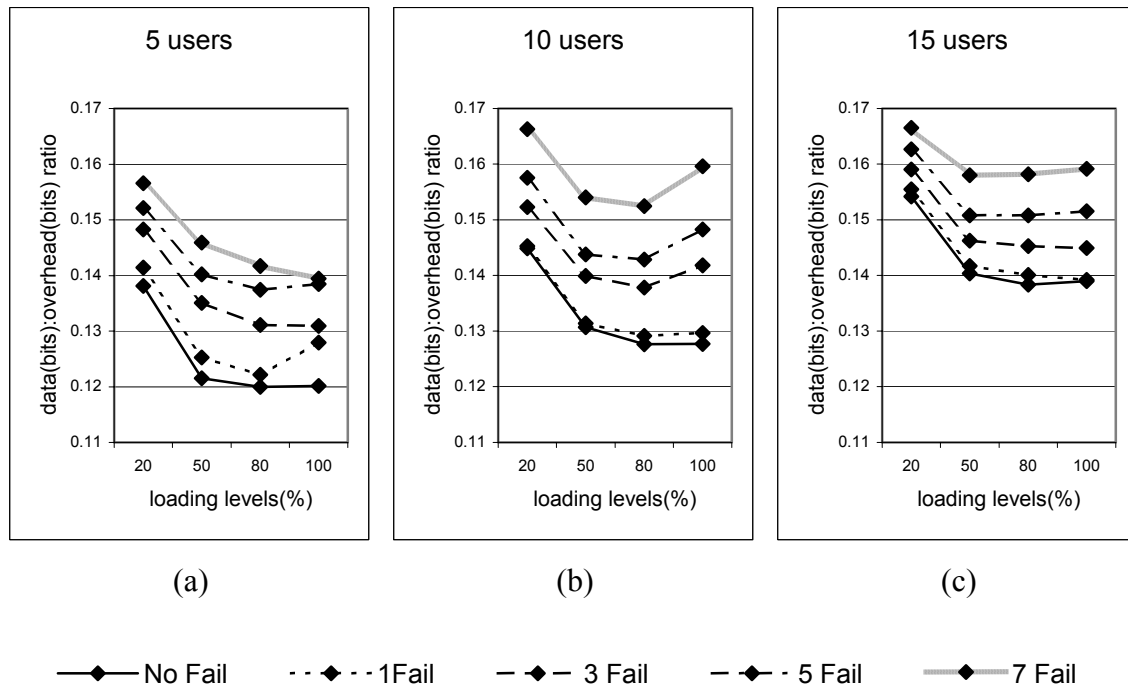 5 users
data(bits):overhead(bits) ratio
0.17
0.16
0.15
0.14
0.13
0.12
0.11
20 50 80 100
loading levels(%)
(a)
10 users
data(bits):overhead(bits) ratio
0.17
0.16
0.15
0.14
0.13
0.12
0.11
20 50 80 100
loading levels(%)
(b)
15 users
data(bits):overhead(bits) ratio
0.17
0.16
0.15
0.14
0.13
0.12
0.11
20 50 80 100
loading levels(%)
(c)
No Fail 1Fail 3 Fail 5 Fail 7 Fail